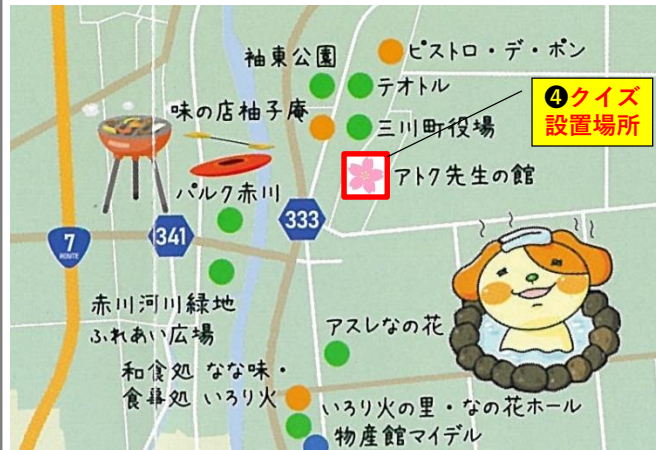 袖東公園
ピストロ・デ・ポン
テオトル
味の店柚子庵
三川町役場
❹クイズ
設置場所
アトク先生の館
パルク赤川
333
341
7
ROUTE
赤川河川緑地
ふれあい広場
アスレなの花
和食処 なな味・
食事処 いろり火
いろり火の里・なの花ホール
物産館マイデル